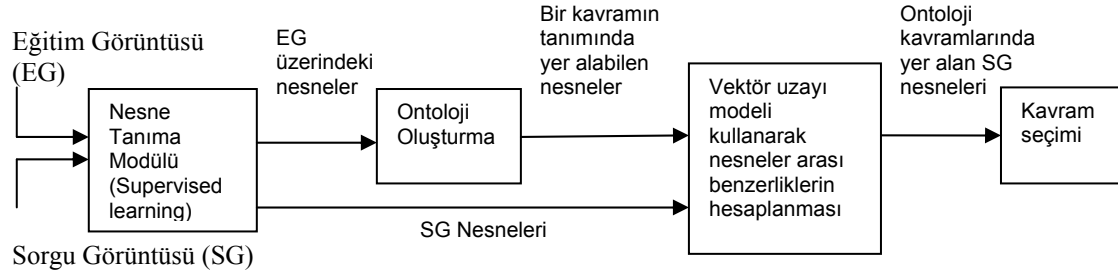 Eğitim Görüntüsü
(EG)
EG
üzerindeki
nesneler
Bir kavramın
tanımında
yer alabilen
nesneler
Ontoloji
kavramlarında
yer alan SG
nesneleri
Nesne
Tanıma
Modülü
(Supervised
learning)
Ontoloji
Oluşturma
Vektör uzayı
modeli
kullanarak
nesneler arası
benzerliklerin
hesaplanması
Kavram
seçimi
SG Nesneleri
Sorgu Görüntüsü (SG)